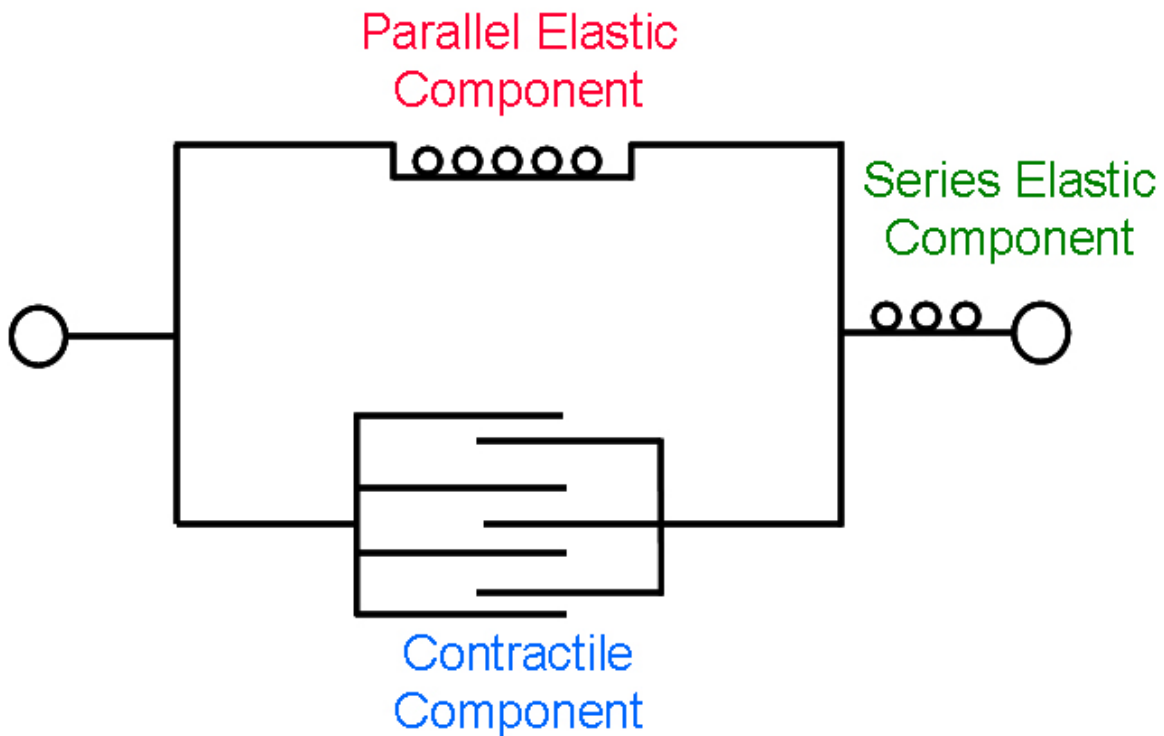 Parallel Elastic
Component
Series Elastic
Component
Contractile
Component